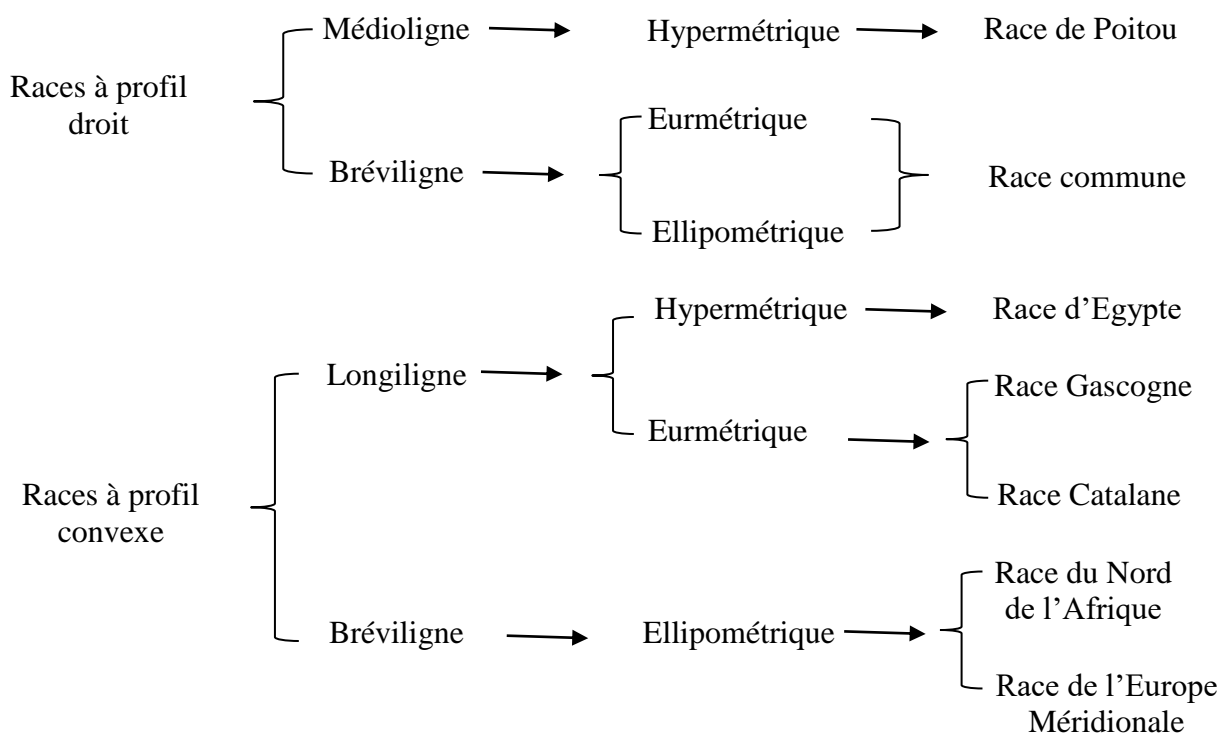 Médioligne
Hypermétrique
Race de Poitou
Races à profil
droit
Eurmétrique
Bréviligne
Race commune
Ellipométrique
Hypermétrique
Race d’Egypte
Longiligne
Race Gascogne
Eurmétrique
Races à profil
convexe
Race Catalane
Race du Nord
de l’Afrique
Bréviligne
Ellipométrique
Race de l’Europe
Méridionale